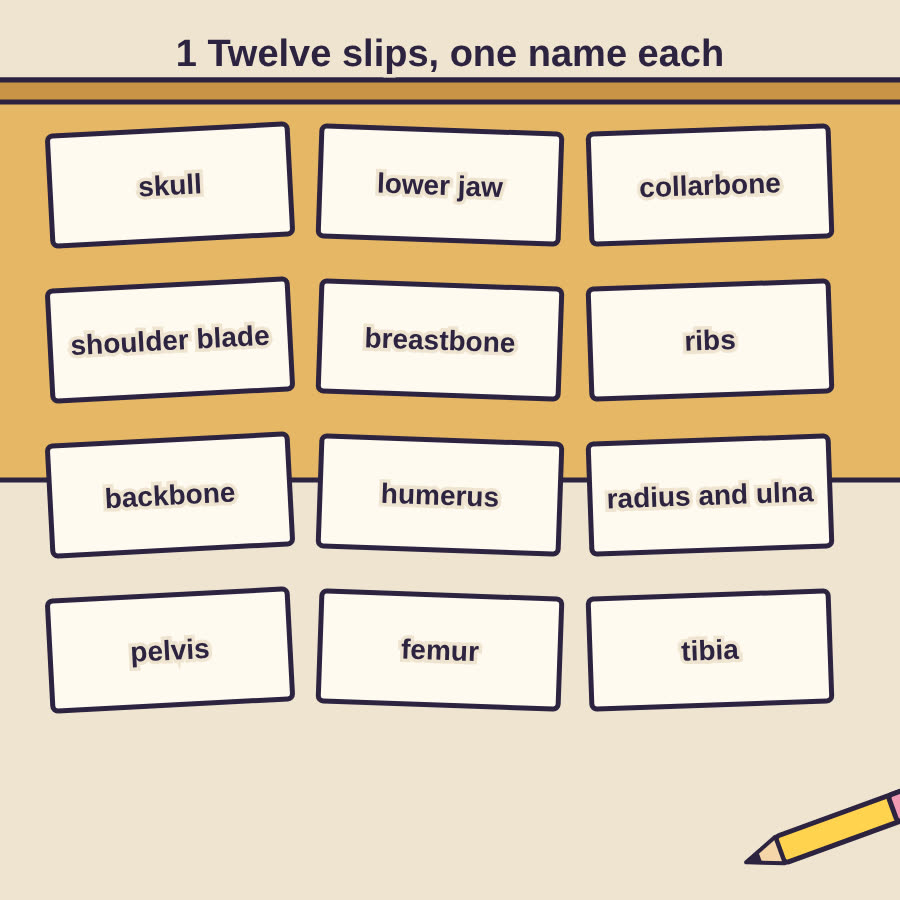 1 Twelve slips, one name each
skull
lower jaw
collarbone
shoulder blade
breastbone
ribs
backbone
humerus
radius and ulna
pelvis
femur
tibia